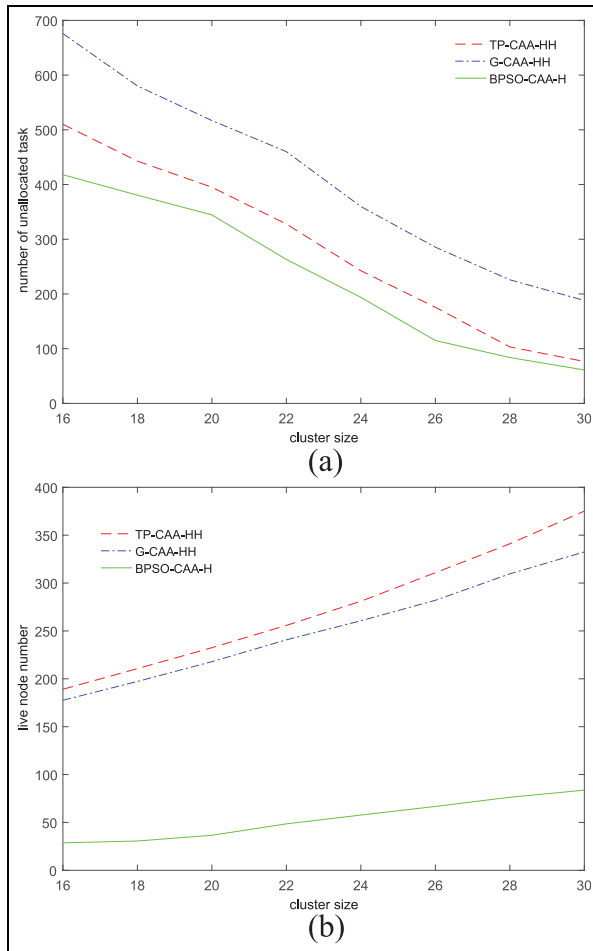 700
600
500
400
300
200
100
0
number of unallocated task
TP-CAA-HH
G-CAA-HH
BPSO-CAA-H
16 18 20 22 24 26 28 30
cluster size
(a)
400
350
300
250
200
150
100
50
0
live node number
TP-CAA-HH
G-CAA-HH
BPSO-CAA-H
16 18 20 22 24 26 28 30
cluster size
(b)